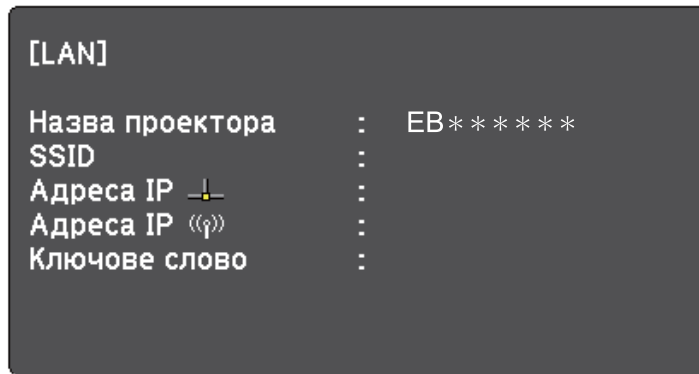 [LAN]
Назва проектора : EB∗∗∗∗∗∗
SSID :
Адреса IP :
Адреса IP :
Ключове слово :